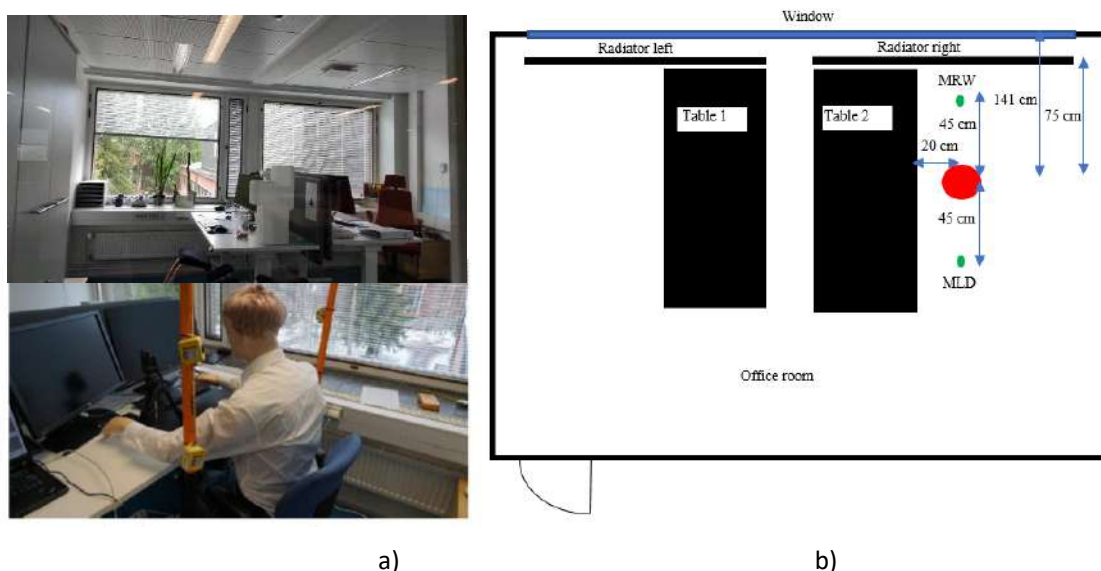 Window
Radiator left
Radiator right
MRW
141 cm
75 cm
Table 1
Table 2
45 cm
20 cm
45 cm
MLD
Office room
a)
b)